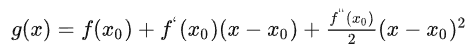 g(x) = f(x₀) + f‘(x₀)(x − x₀) + f‘‘(x₀)/2 (x − x₀)²